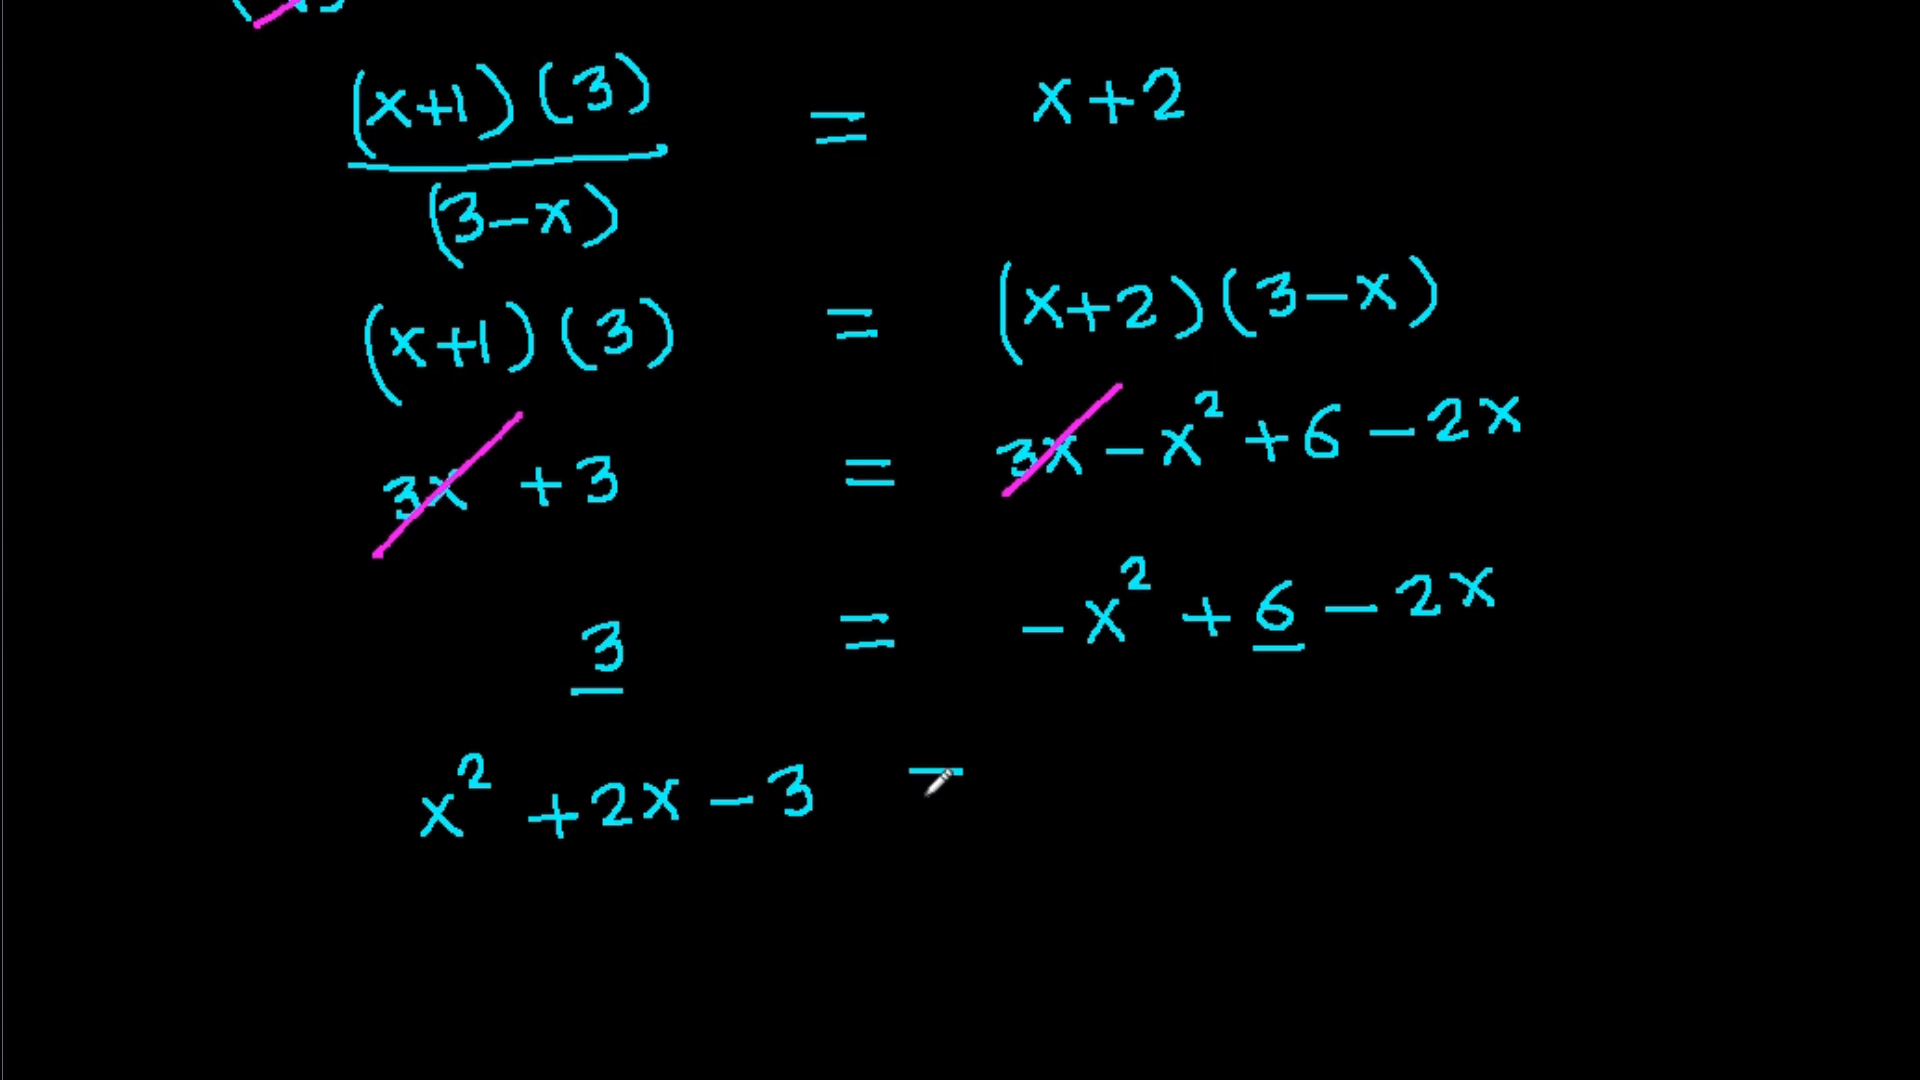 (x+1)(3) / (3-x) = x+2
(x+1)(3) = (x+2)(3-x)
3x + 3 = 3x - x² + 6 - 2x
3 = -x² + 6 - 2x
x² + 2x - 3